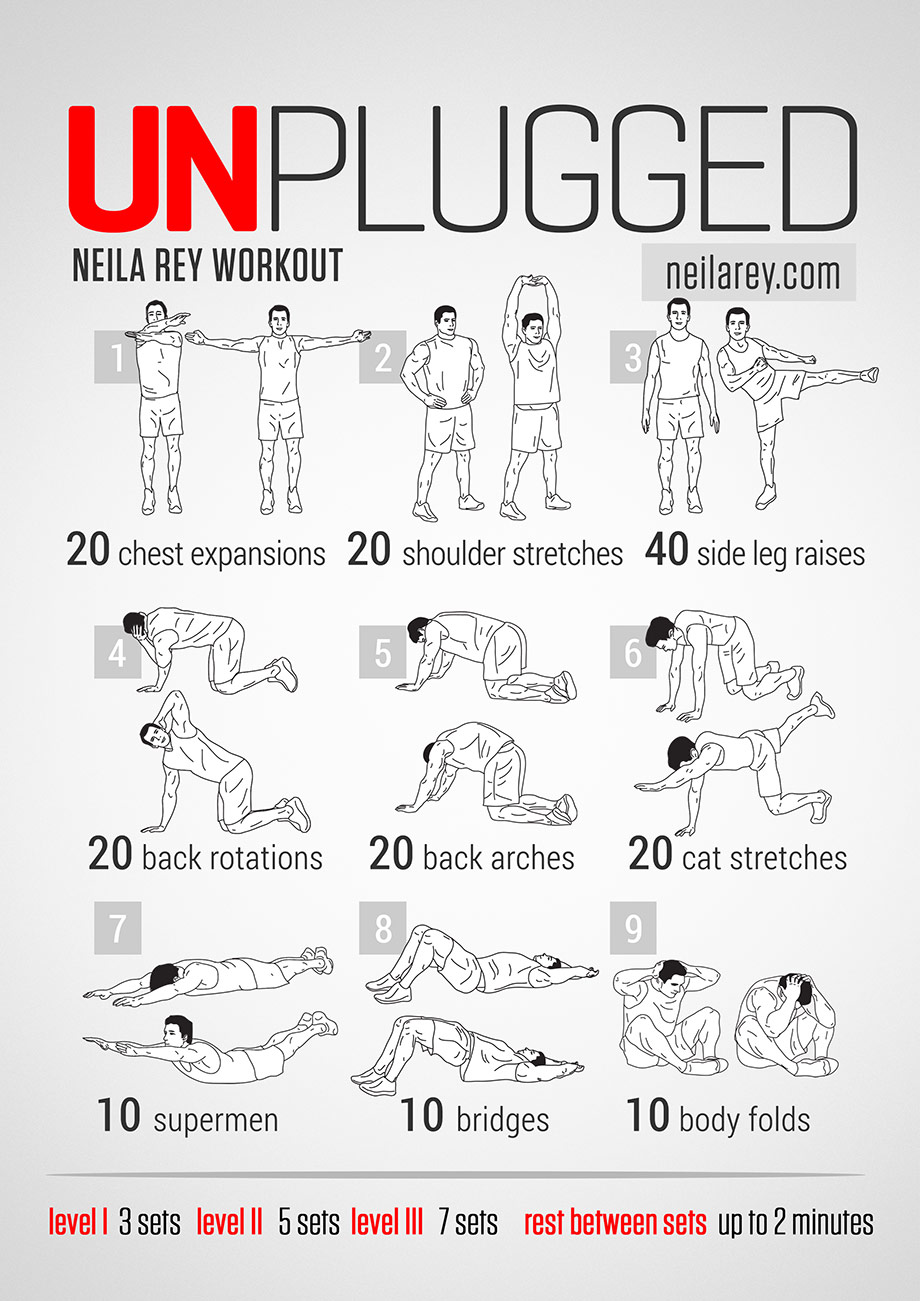 UNPLUGGED
NEILA REY WORKOUT
neilarey.com
1
2
3
20 chest expansions
20 shoulder stretches
40 side leg raises
4
5
6
20 back rotations
20 back arches
20 cat stretches
7
8
9
10 supermen
10 bridges
10 body folds
level I 3 sets level II 5 sets level III 7 sets rest between sets up to 2 minutes